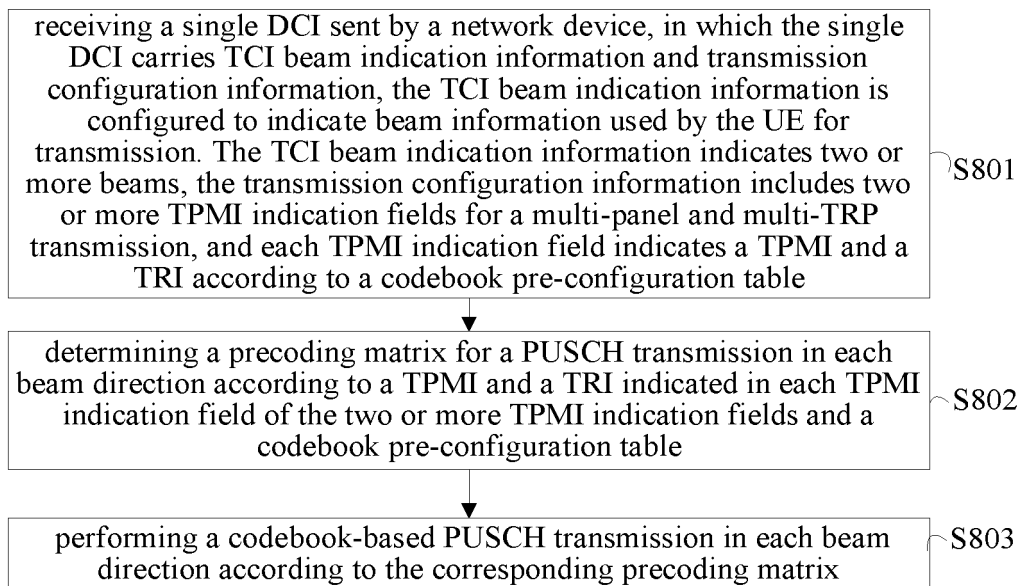 receiving a single DCI sent by a network device, in which the single
DCI carries TCI beam indication information and transmission
configuration information, the TCI beam indication information is
configured to indicate beam information used by the UE for
transmission. The TCI beam indication information indicates two or
more beams, the transmission configuration information includes two
or more TPMI indication fields for a multi-panel and multi-TRP
transmission, and each TPMI indication field indicates a TPMI and a
TRI according to a codebook pre-configuration table
S801
determining a precoding matrix for a PUSCH transmission in each
beam direction according to a TPMI and a TRI indicated in each TPMI
indication field of the two or more TPMI indication fields and a
codebook pre-configuration table
S802
performing a codebook-based PUSCH transmission in each beam
direction according to the corresponding precoding matrix
S803